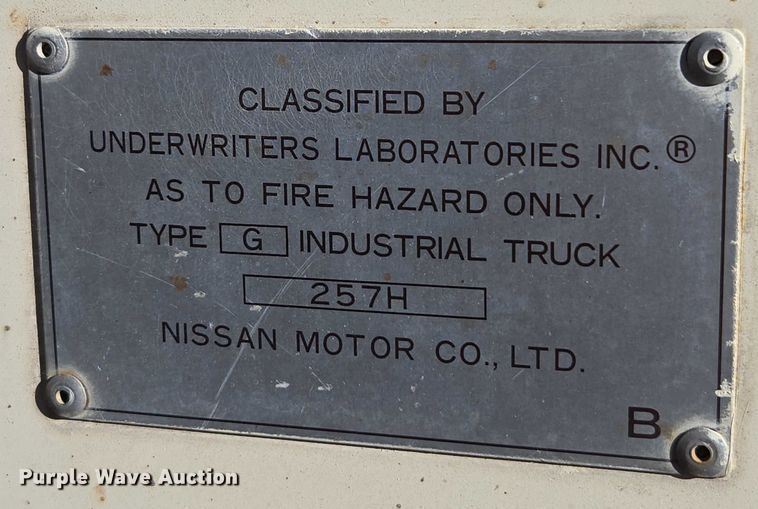 CLASSIFIED BY
UNDERWRITERS LABORATORIES INC.®
AS TO FIRE HAZARD ONLY.
TYPE G INDUSTRIAL TRUCK
257H
NISSAN MOTOR CO., LTD.
B
Purple Wave Auction